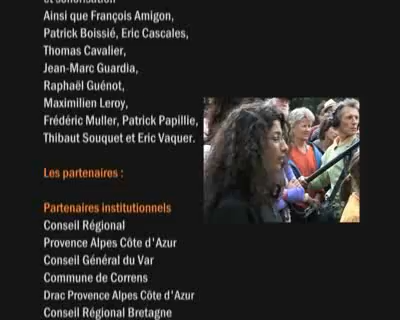 et sonorisation
Ainsi que François Amigon,
Patrick Boissié, Eric Cascales,
Thomas Cavalier,
Jean-Marc Guardia,
Raphaël Guénot,
Maximilien Leroy,
Frédéric Muller, Patrick Papillie,
Thibaut Souquet et Eric Vaquer.
Les partenaires :
Partenaires institutionnels
Conseil Régional
Provence Alpes Côte d'Azur
Conseil Général du Var
Commune de Correns
Drac Provence Alpes Côte d'Azur
Conseil Régional Bretagne